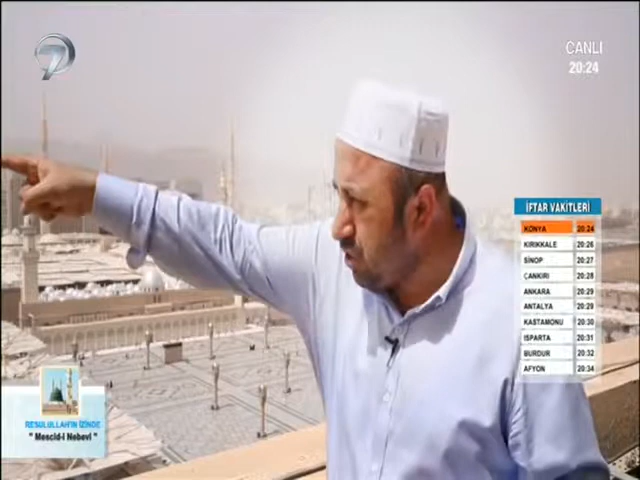 7
CANLI
20:24
İFTAR VAKİTLERİ
KONYA 20:24
KIRIKKALE 20:26
SİNOP 20:27
ÇANKIRI 20:28
ANKARA 20:29
ANTALYA 20:29
KASTAMONU 20:30
ISPARTA 20:31
BURDUR 20:32
AFYON 20:34
RESULULLAH'IN İZİNDE
" Mescid-i Nebevi "